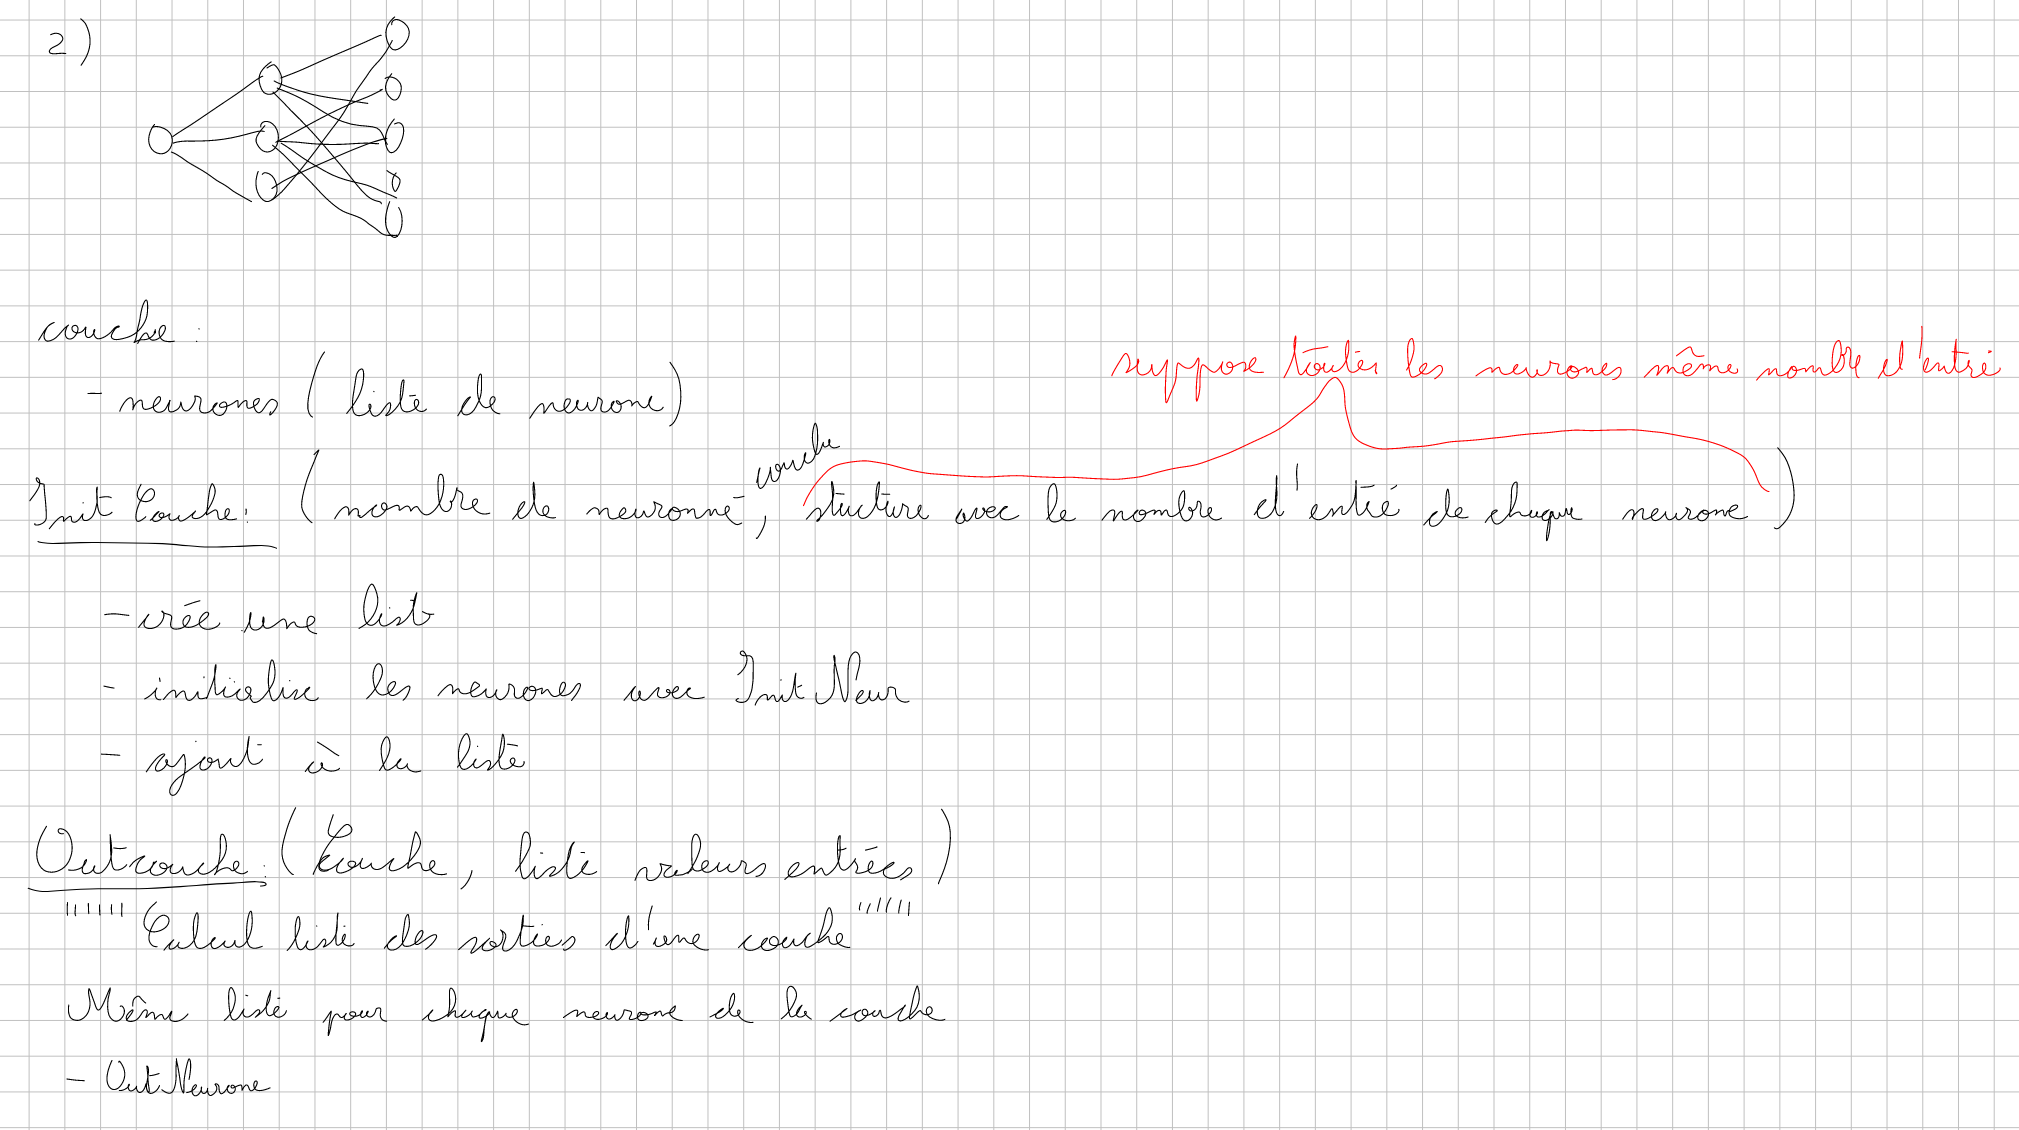 2)
couche :
- neurones ( liste de neurone )
suppose toutes les neurones même nombre d'entré
couche
Init Couche : ( nombre de neuronne , stucture avec le nombre d'entré de chaque neurone )
- crée une list
- initialise les neurones avec Init Neur
- ajout à la liste
Outcouche : ( Couche , liste valeurs entrées )
"""""" Calcul liste des sorties d'une couche """"""
Même liste pour chaque neurone de la couche
- Out Neurone